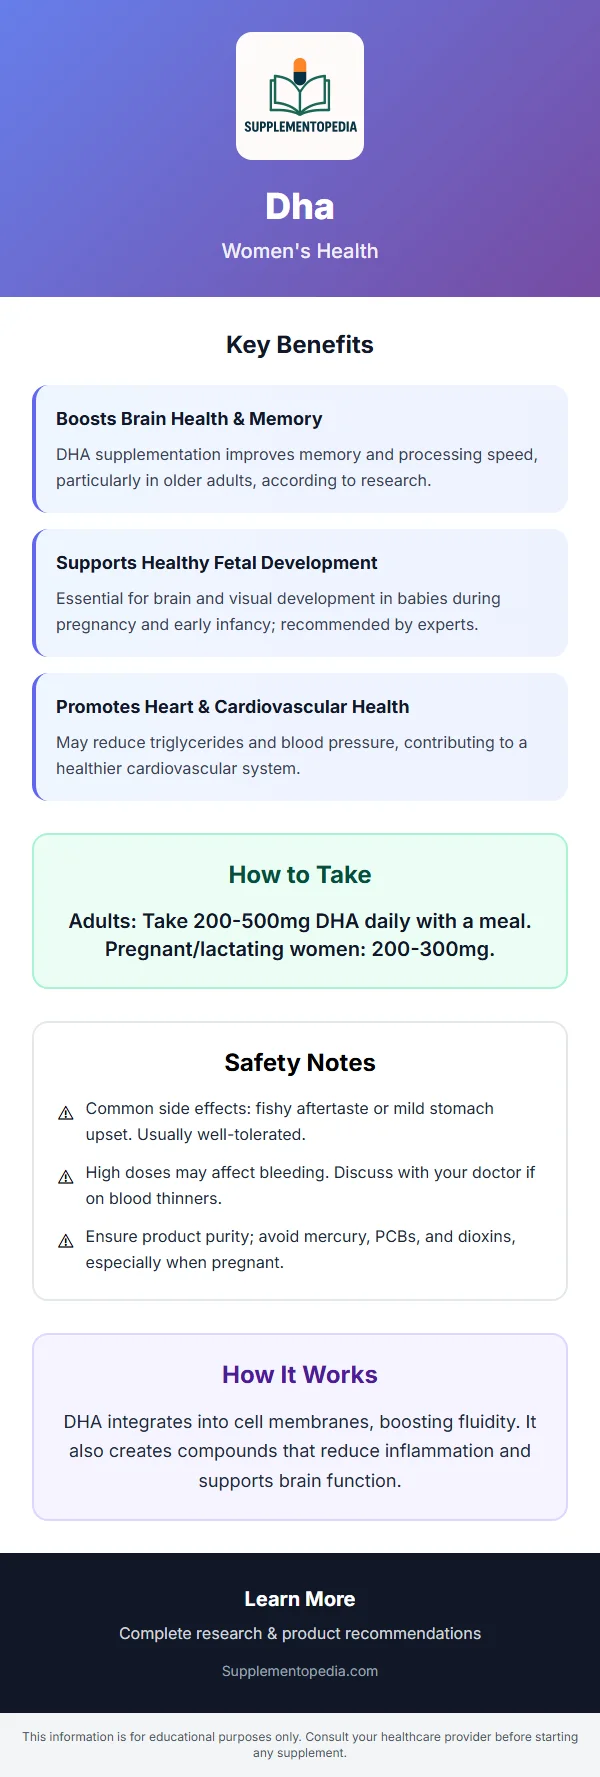 SUPPLEMENTOPEDIA
Dha
Women's Health
Key Benefits
Boosts Brain Health & Memory
DHA supplementation improves memory and processing speed,
particularly in older adults, according to research.
Supports Healthy Fetal Development
Essential for brain and visual development in babies during
pregnancy and early infancy; recommended by experts.
Promotes Heart & Cardiovascular Health
May reduce triglycerides and blood pressure, contributing to a
healthier cardiovascular system.
How to Take
Adults: Take 200-500mg DHA daily with a meal.
Pregnant/lactating women: 200-300mg.
Safety Notes
Common side effects: fishy aftertaste or mild stomach
upset. Usually well-tolerated.
High doses may affect bleeding. Discuss with your doctor if
on blood thinners.
Ensure product purity; avoid mercury, PCBs, and dioxins,
especially when pregnant.
How It Works
DHA integrates into cell membranes, boosting fluidity. It
also creates compounds that reduce inflammation and
supports brain function.
Learn More
Complete research & product recommendations
Supplementopedia.com
This information is for educational purposes only. Consult your healthcare provider before starting
any supplement.